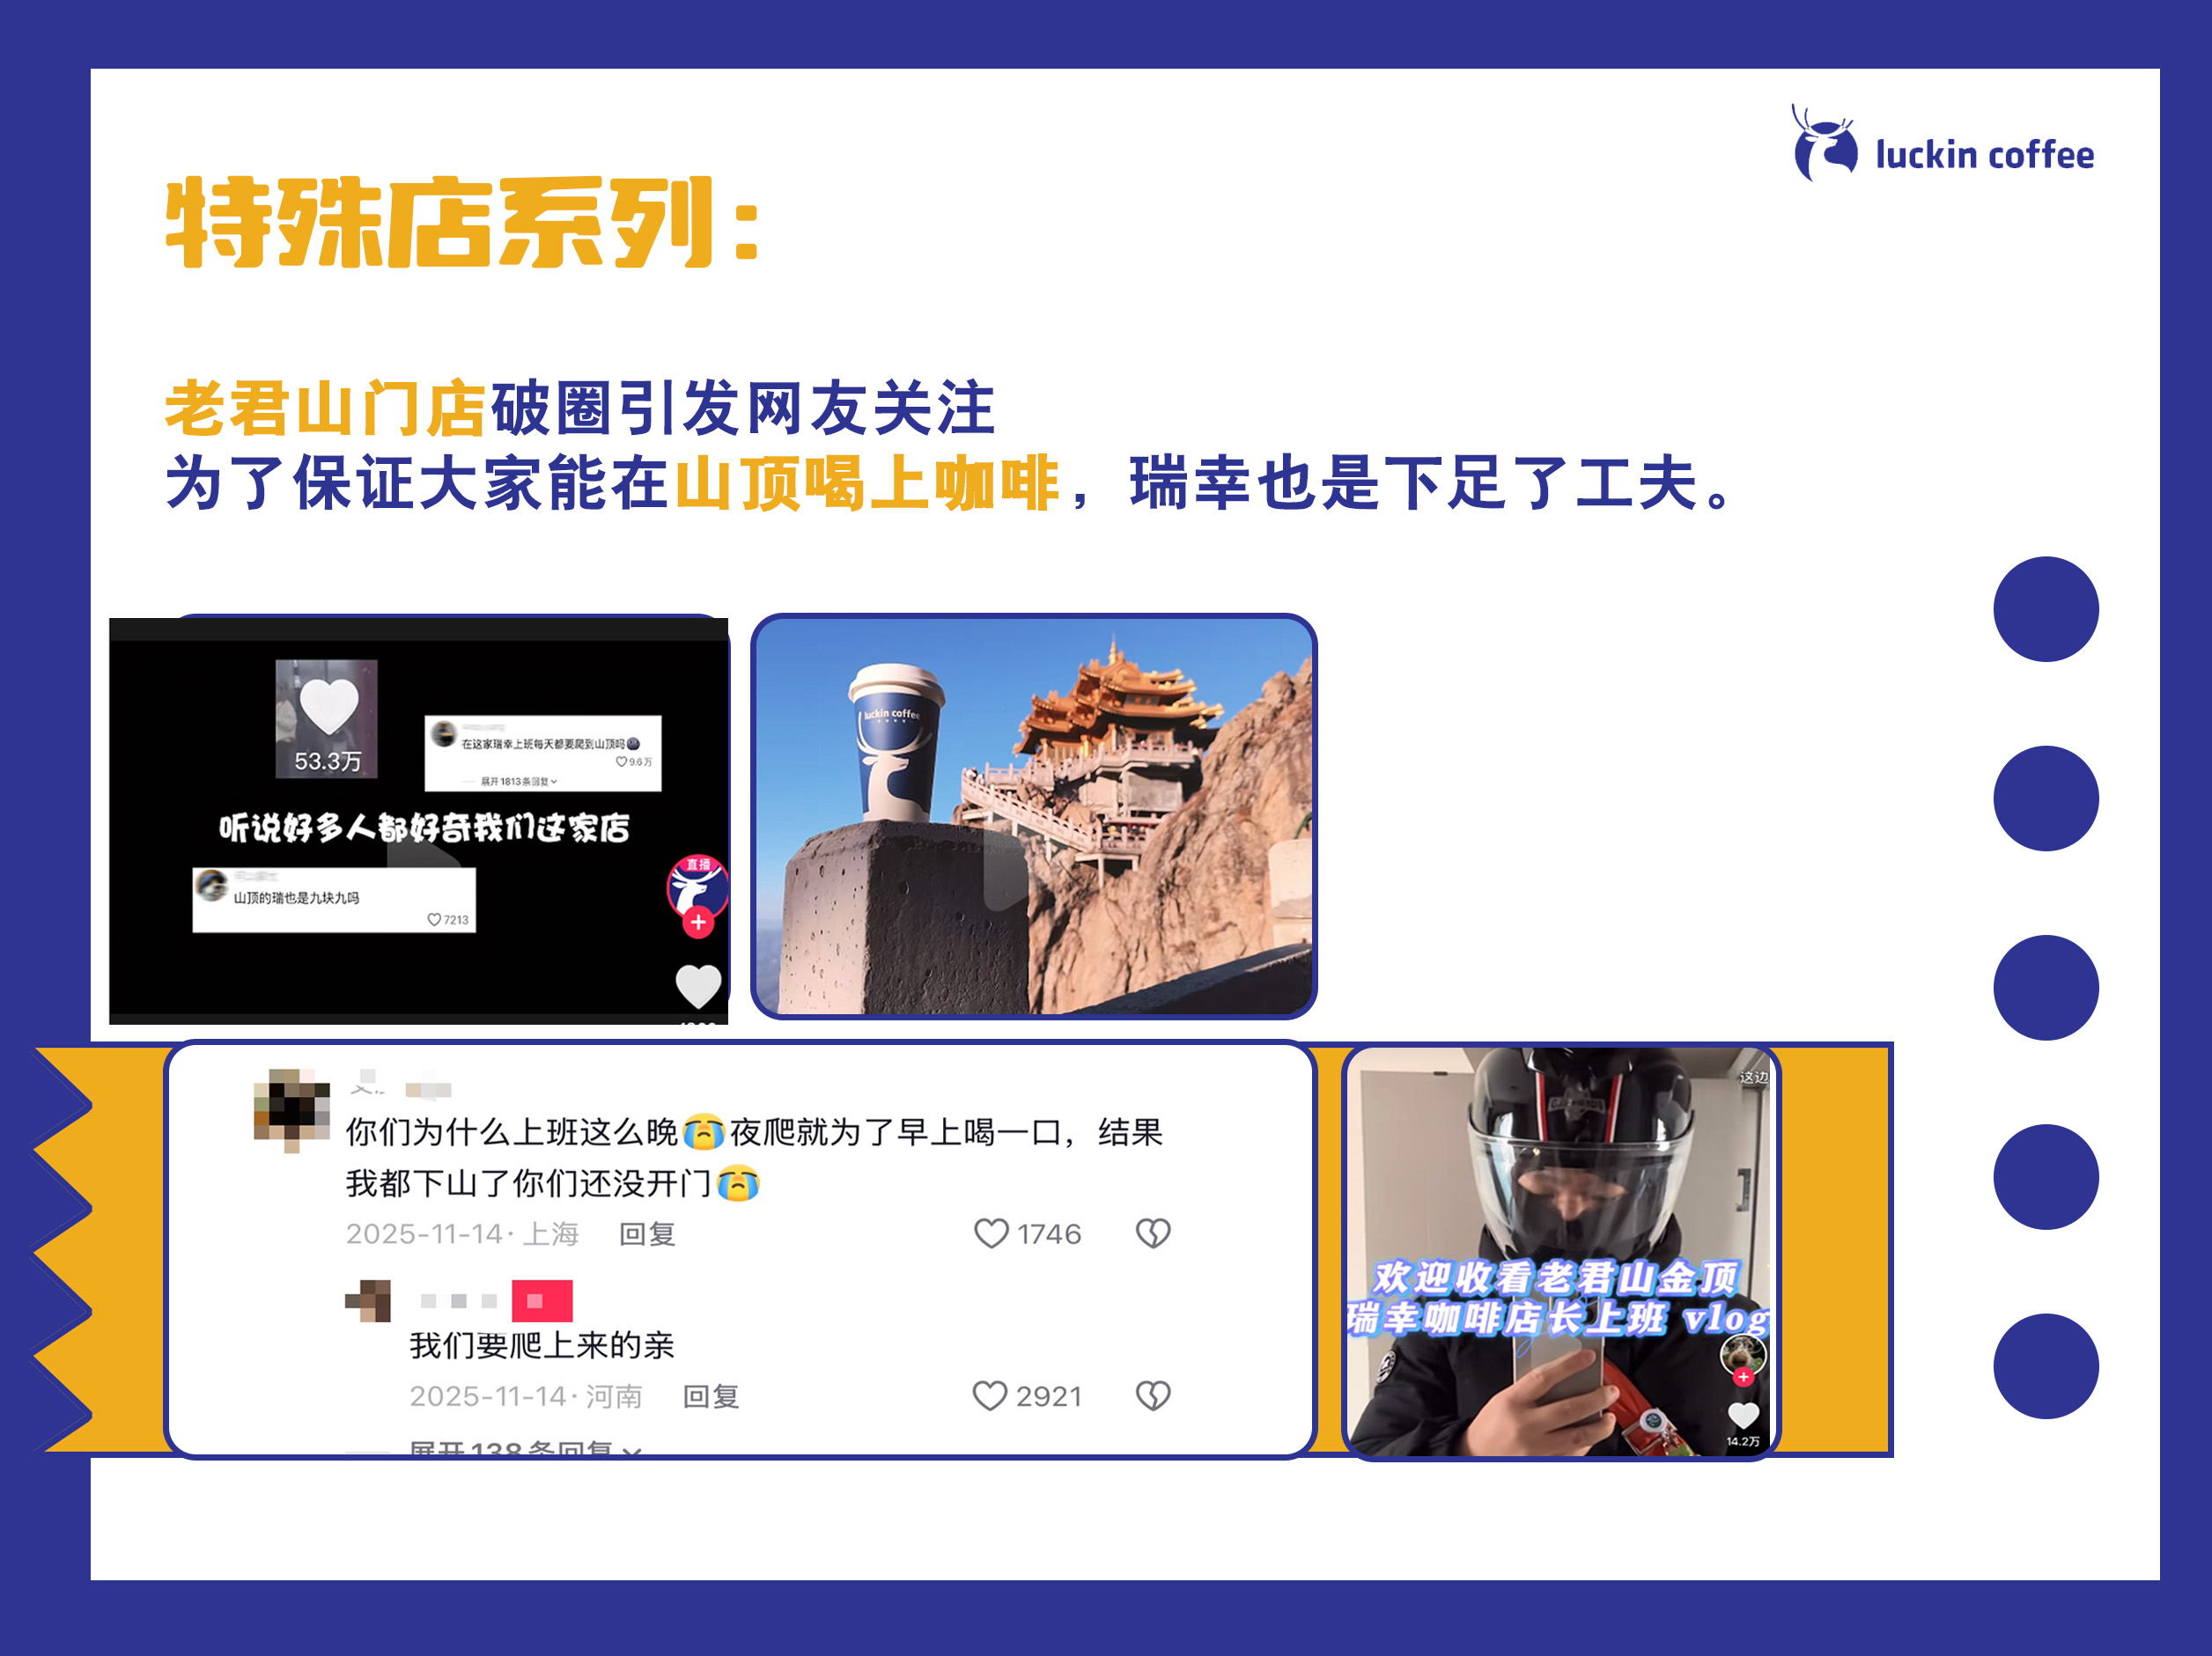 luckin coffee
特殊店系列：
老君山门店破圈引发网友关注
为了保证大家能在山顶喝上咖啡，瑞幸也是下足了工夫。
53.3万
在这家瑞幸上班每天都要爬到山顶吗
9.6万
展开1813条回复
听说好多人都好奇我们这家店
直播
山顶的瑞也是九块九吗
7213
luckin coffee
你们为什么上班这么晚😭夜爬就为了早上喝一口，结果
我都下山了你们还没开门😭
2025-11-14·上海 回复 1746
我们要爬上来的亲
2025-11-14·河南 回复 2921
展开138条回复
这边
欢迎收看老君山金顶
瑞幸咖啡店长上班 vlog
14.2万